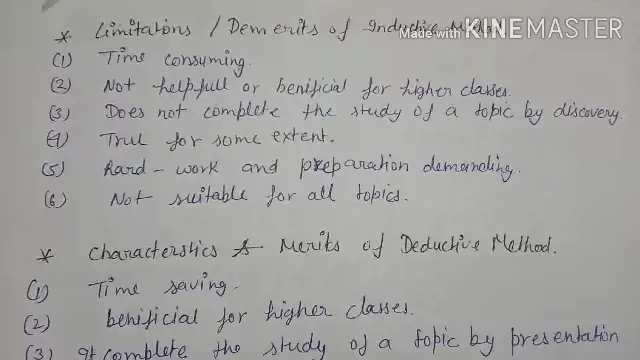 * Limitations / Demerits of Inductive Method
Made with KINEMASTER
(1) Time consuming.
(2) Not helpfull or benificial for higher classes.
(3) Does not complete the study of a topic by discovery.
(4) True for some extent.
(5) Hard - work and preparation demanding.
(6) Not suitable for all topics.
* Characterstics & Merits of Deductive Method.
(1) Time saving.
(2) benificial for higher classes.
(3) It complete the study of a topic by presentation